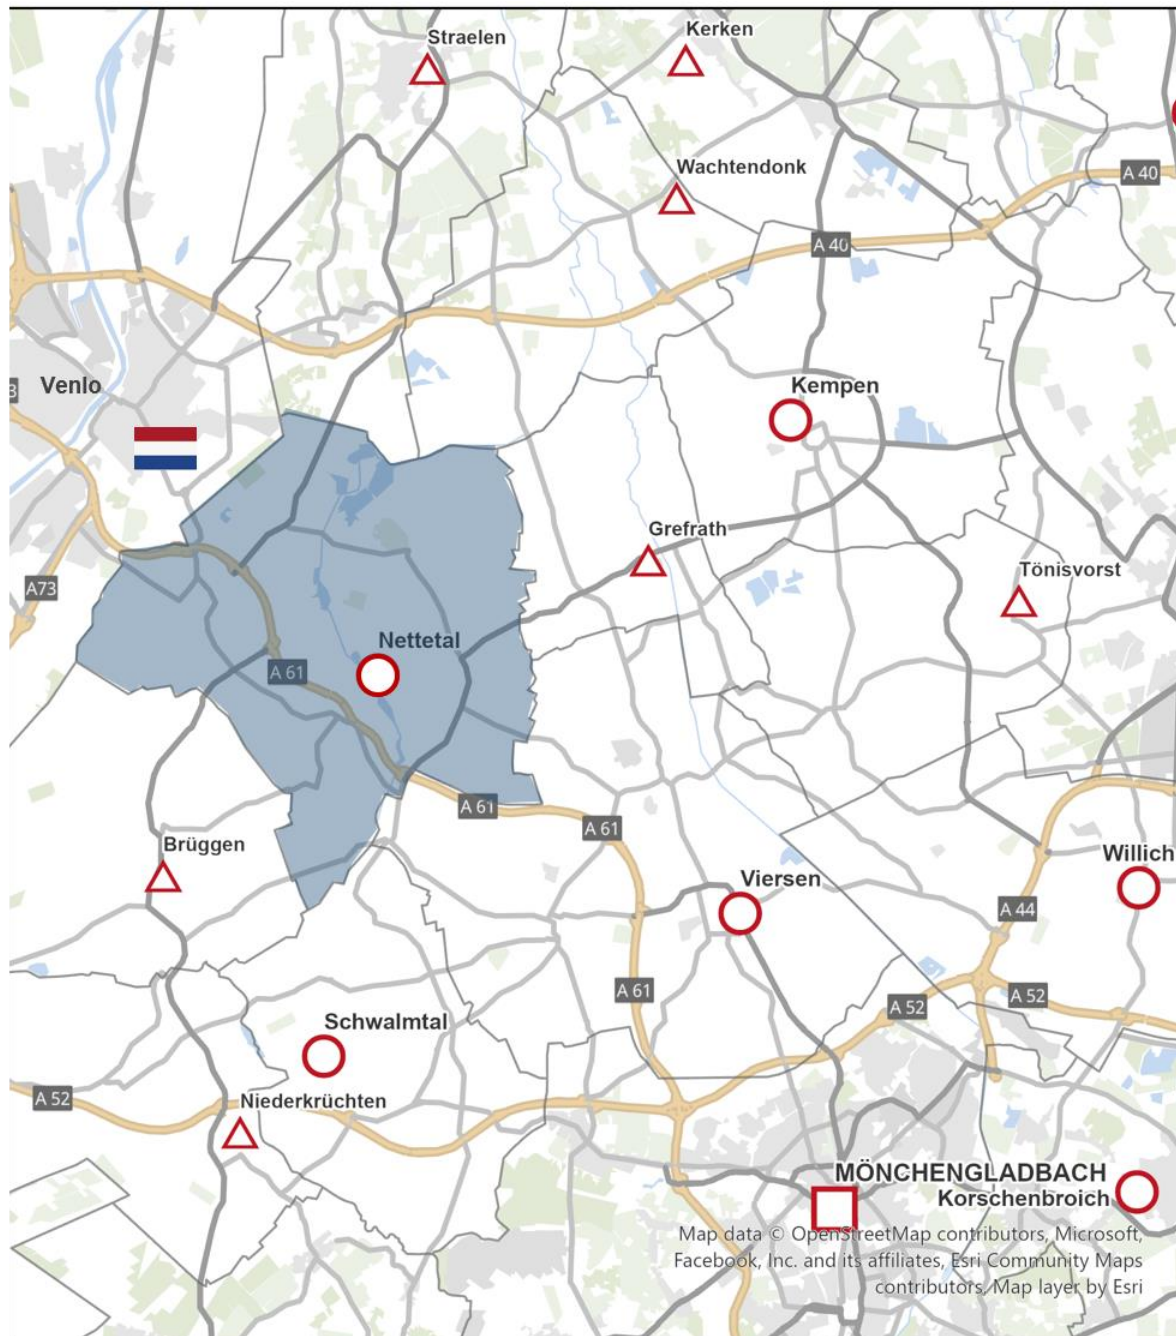 Straelen
Kerken
Wachtendonk
A 40
A 40
Venlo
Kempen
Grefrath
A73
Tönisvorst
Nettetal
A 61
A 61
A 61
Brüggen
Willich
Viersen
A 44
A 61
A 52
A 52
Schwalmtal
A 52
Niederkrüchten
MÖNCHENGLADBACH
Korschenbroich
Map data © OpenStreetMap contributors, Microsoft,
Facebook, Inc. and its affiliates, Esri Community Maps
contributors, Map layer by Esri